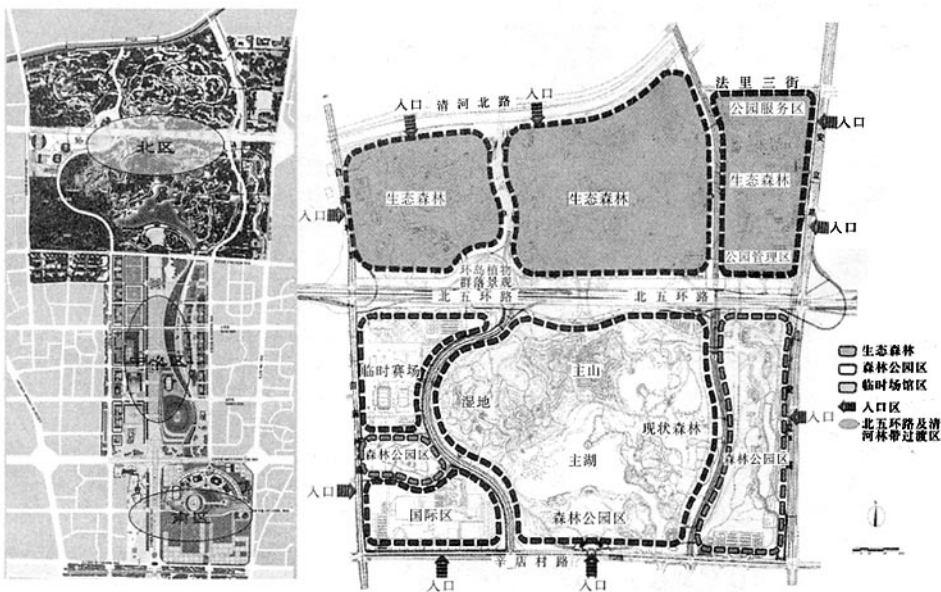 北区
南区
法里三街
公园服务区
入口
清河北路
入口
入口
生态森林
生态森林
生态森林
入口
入口
公园管理区
环岛植物
群落景观
北五环路
北五环路
临时赛场
主山
湿地
现状森林
入口
森林公园区
主湖
森林公园区
入口
国际区
森林公园区
辛店村路
入口
入口
生态森林
森林公园区
临时场馆区
入口区
北五环路及清
河林带过渡区